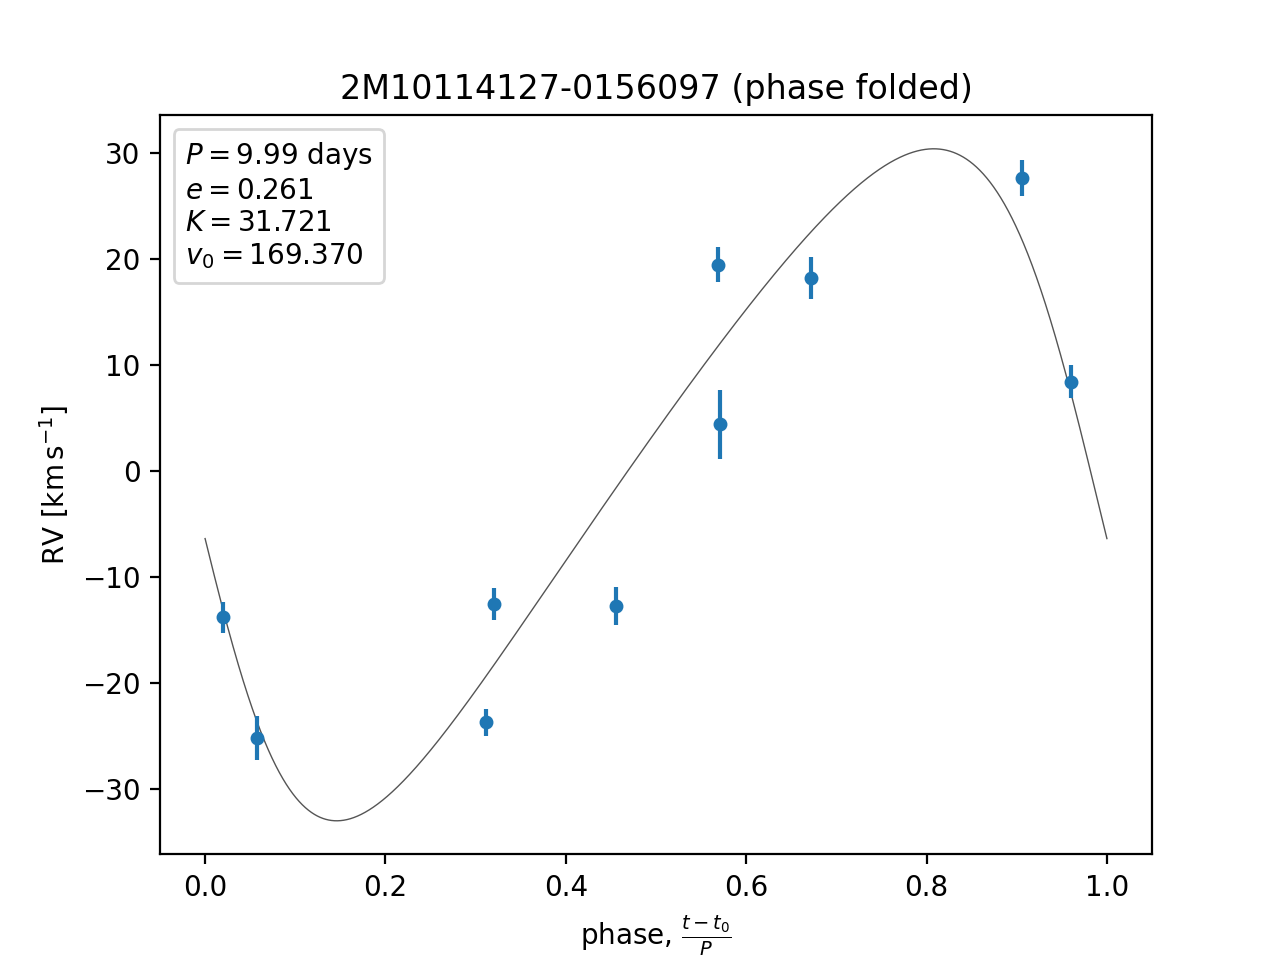 2M10114127-0156097 (phase folded)
P = 9.99 days
e = 0.261
K = 31.721
v₀ = 169.370
30
20
10
0
−10
−20
−30
RV [km s⁻¹]
0.0 0.2 0.4 0.6 0.8 1.0
phase, (t − t₀)/P